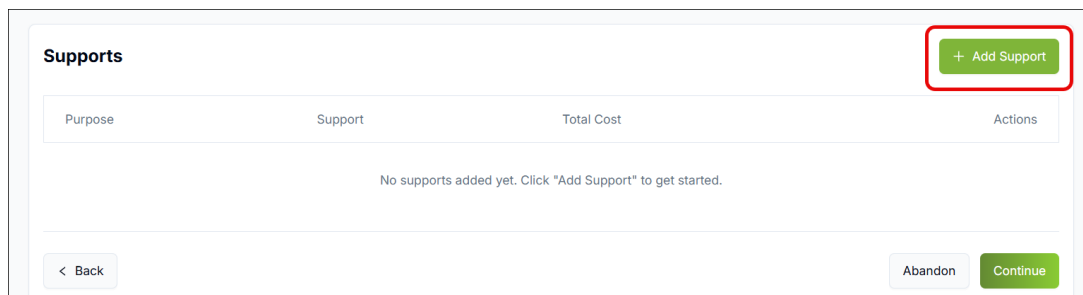 Supports
+ Add Support
Purpose Support Total Cost Actions
No supports added yet. Click "Add Support" to get started.
< Back
Abandon
Continue